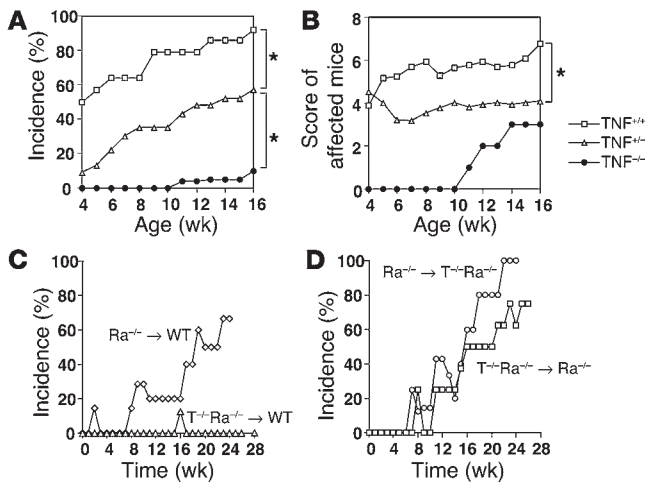 A
Incidence (%)
100
80
60
40
20
0
4 6 8 10 12 14 16
Age (wk)
*
*
B
Score of
affected mice
8
6
4
2
0
4 6 8 10 12 14 16
Age (wk)
*
TNF+/+
TNF+/–
TNF–/–
C
Incidence (%)
100
80
60
40
20
0
Ra–/– → WT
T–/–Ra–/– → WT
0 4 8 12 16 20 24 28
Time (wk)
D
Incidence (%)
100
80
60
40
20
0
Ra–/– → T–/–Ra–/–
T–/–Ra–/– → Ra–/–
0 4 8 12 16 20 24 28
Time (wk)